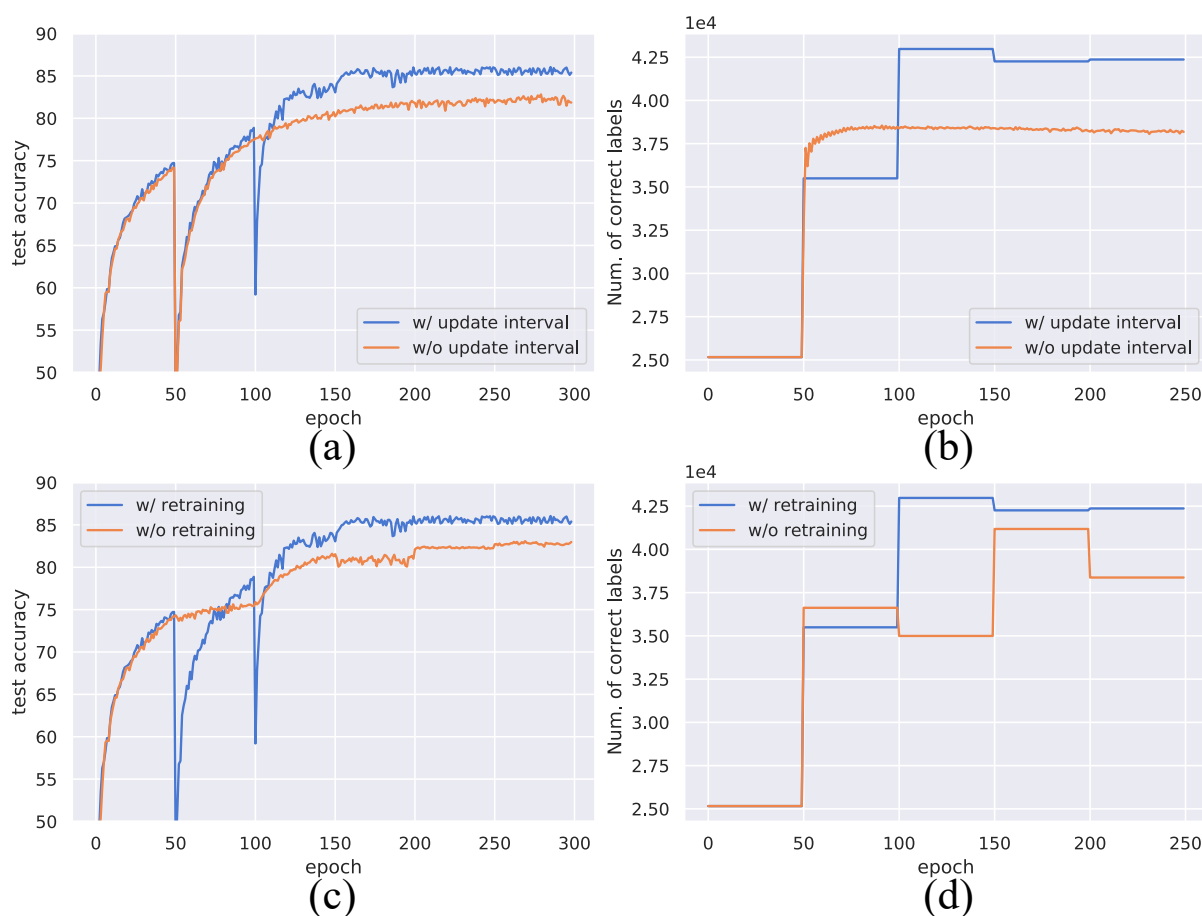 90
85
80
75
70
65
60
55
50
test accuracy
w/ update interval
w/o update interval
0 50 100 150 200 250 300
epoch
(a)
1e4
4.25
4.00
3.75
3.50
3.25
3.00
2.75
2.50
Num. of correct labels
w/ update interval
w/o update interval
0 50 100 150 200 250
epoch
(b)
90
85
80
75
70
65
60
55
50
test accuracy
w/ retraining
w/o retraining
0 50 100 150 200 250 300
epoch
(c)
1e4
4.25
4.00
3.75
3.50
3.25
3.00
2.75
2.50
Num. of correct labels
w/ retraining
w/o retraining
0 50 100 150 200 250
epoch
(d)